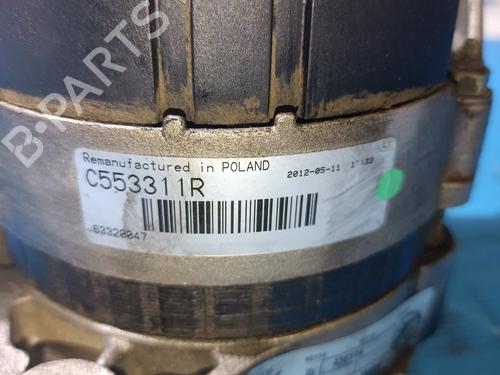 B-PARTS
Remanufactured in POLAND
2012-05-11
C553311R
63320047